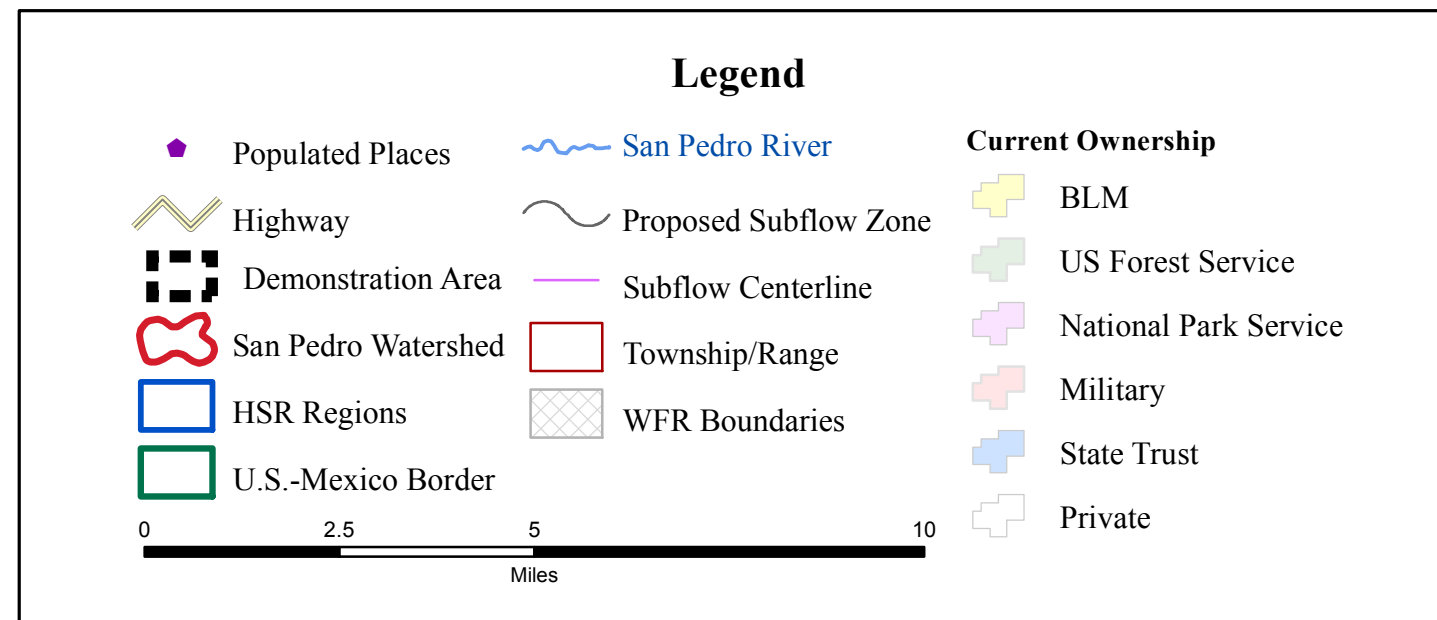 Legend
Populated Places
Highway
Demonstration Area
San Pedro Watershed
HSR Regions
U.S.-Mexico Border
San Pedro River
Proposed Subflow Zone
Subflow Centerline
Township/Range
WFR Boundaries
Current Ownership
BLM
US Forest Service
National Park Service
Military
State Trust
Private
0 2.5 5 10
Miles